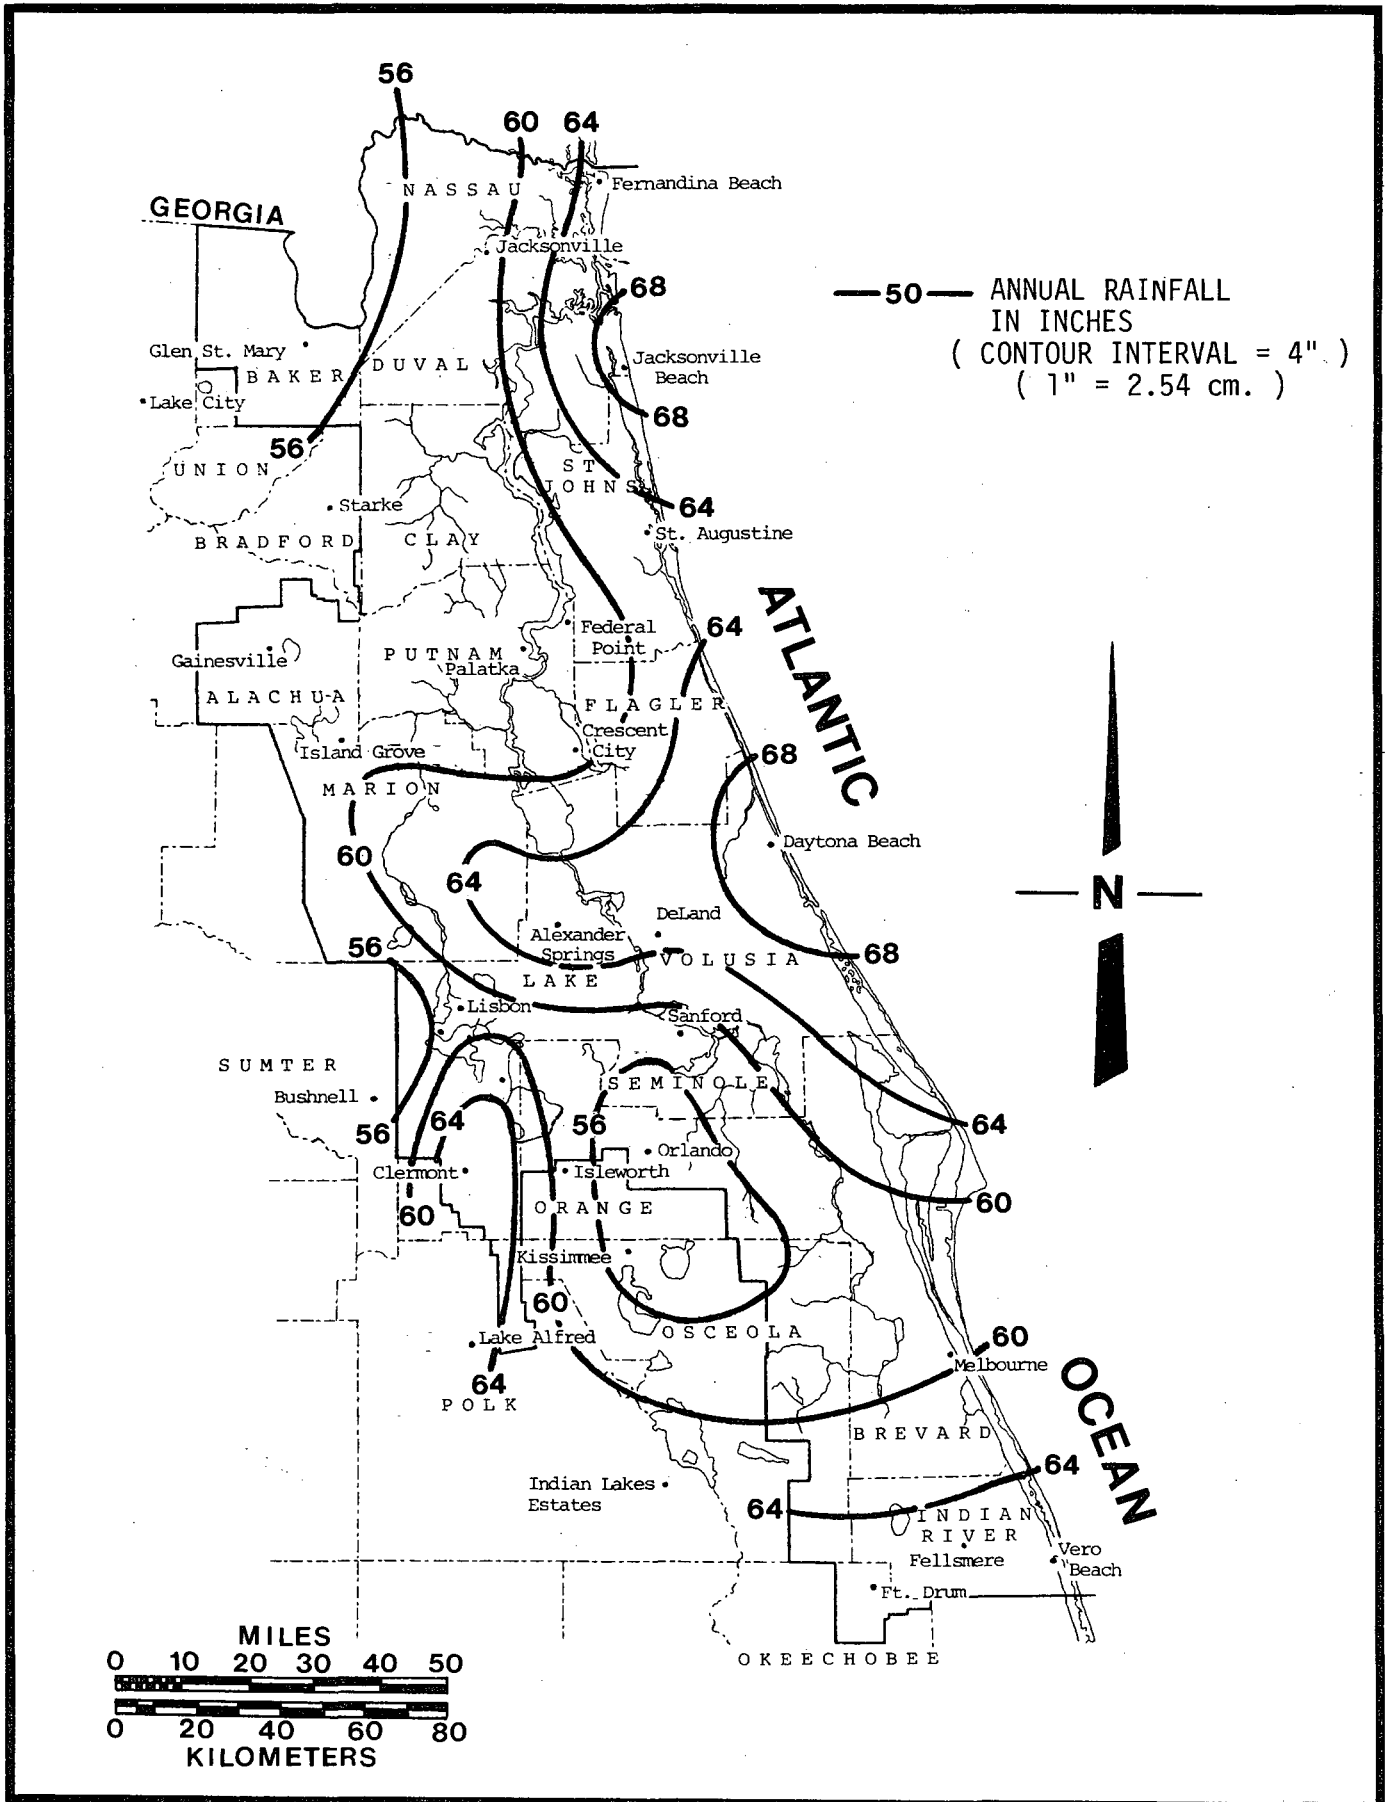 56
60 64
NASSAU
Fernandina Beach
GEORGIA
Jacksonville
68
50 ANNUAL RAINFALL
IN INCHES
( CONTOUR INTERVAL = 4" )
( 1" = 2.54 cm. )
Glen St. Mary
BAKER
DUVAL
Jacksonville
Beach
Lake City
68
56
UNION
ST
JOHNS
Starke
64
St. Augustine
BRADFORD
CLAY
ATLANTIC
Federal
Point
64
Gainesville
PUTNAM
Palatka
ALACHUA
FLAGLER
Crescent
City
Island Grove
68
MARION
Daytona Beach
60
64
N
DeLand
Alexander
Springs
56
VOLUSIA
68
LAKE
Lisbon
Sanford
SUMTER
SEMINOLE
Bushnell
56
64
56
64
Orlando
Clermont
Isleworth
60
ORANGE
60
Kissimmee
60
OSCEOLA
Lake Alfred
60
Melbourne
64
POLK
OCEAN
BREVARD
64
Indian Lakes
Estates
64
INDIAN
RIVER
Fellsmere
Vero
Beach
Ft. Drum
OKEECHOBEE
MILES
0 10 20 30 40 50
0 20 40 60 80
KILOMETERS